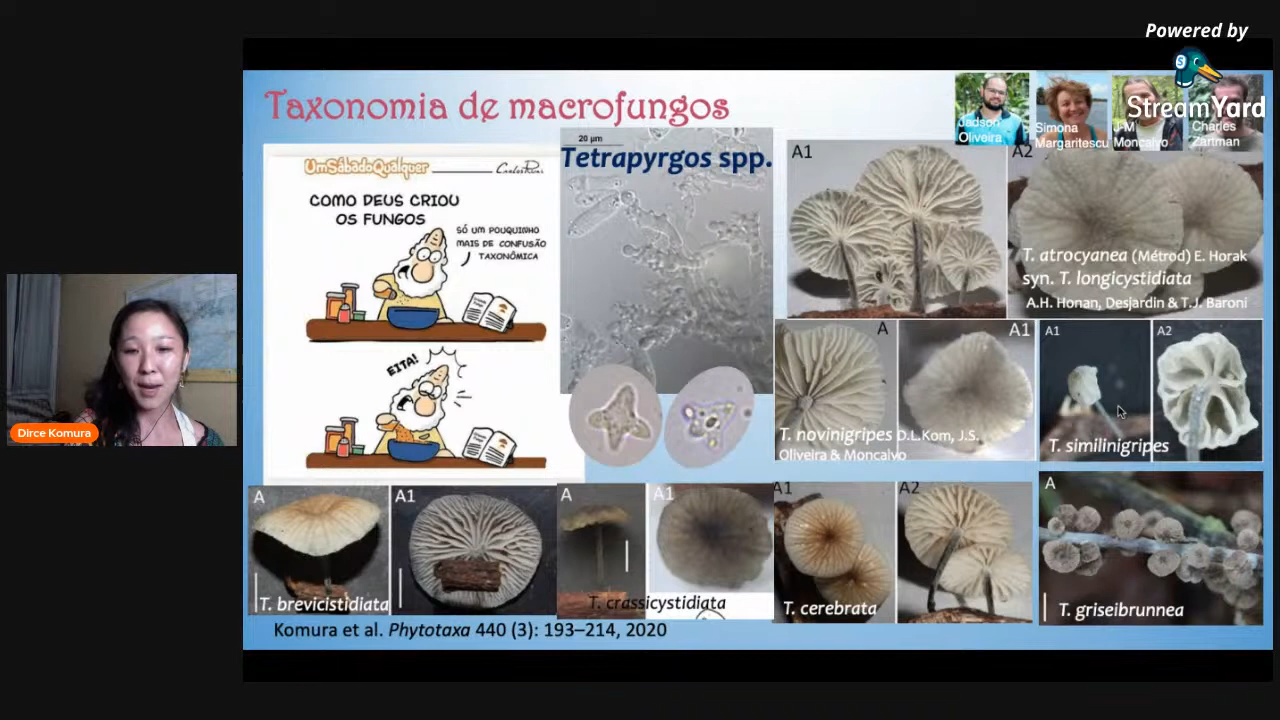 Powered by
StreamYard
Taxonomia de macrofungos
Jadson
Oliveira
Simona
Margaritescu
J-M
Moncalvo
Charles
Zartman
UmSábadoQualquer
COMO DEUS CRIOU
OS FUNGOS
SÓ UM POUQUINHO
MAIS DE CONFUSÃO
TAXONÔMICA
EITA!
20 µm
Tetrapyrgos spp.
A1
A2
T. atrocyanea (Métrod) E. Horak
syn. T. longicystidiata
A.H. Honan, Desjardin & T.J. Baroni
A
A1
T. novinigripes D.L.Kom, J.S.
Oliveira & Moncalvo
A1
A2
T. similinigripes
Dirce Komura
A
A1
T. brevicistidiata
A
A1
T. crassicystidiata
A1
A2
T. cerebrata
A
T. griseibrunnea
Komura et al. Phytotaxa 440 (3): 193–214, 2020